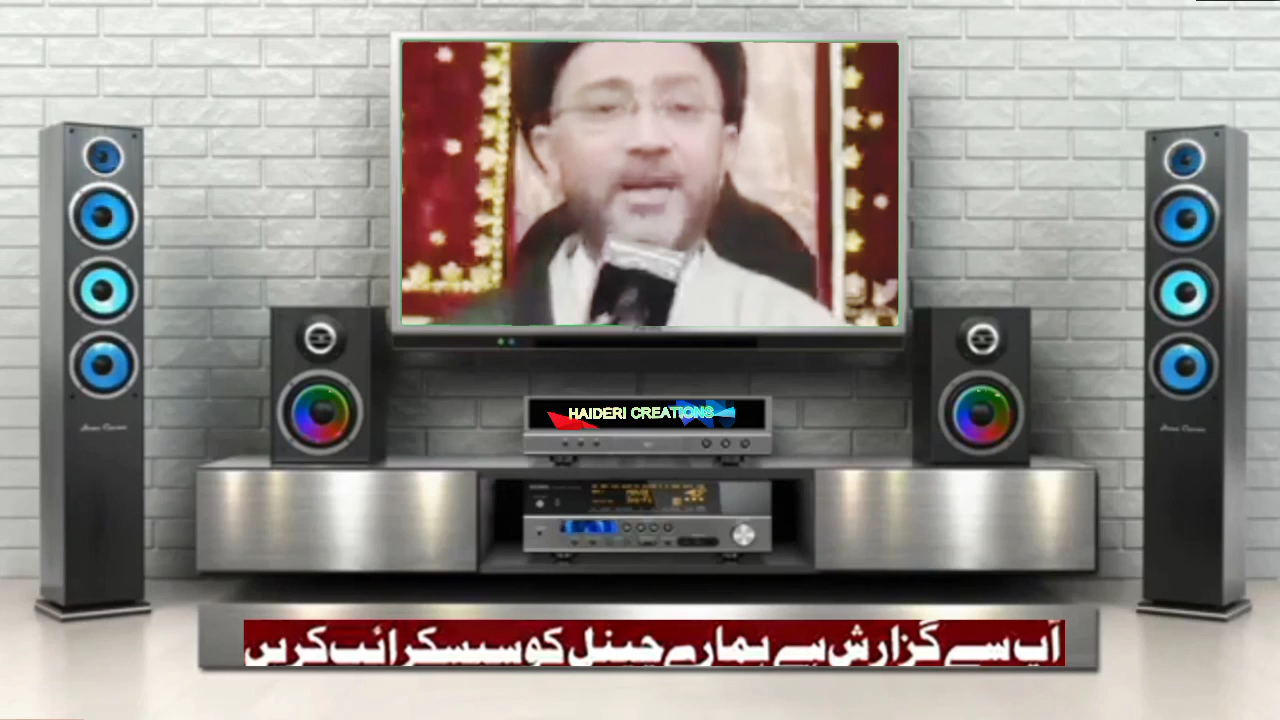 HAIDERI CREATIONS
آپ سے گزارش ہے ہمارے چینل کو سبسکرائب کریں